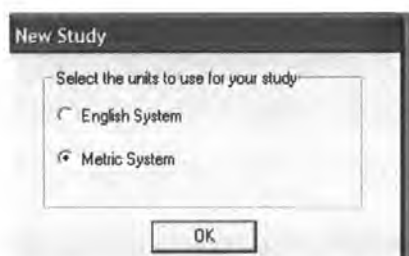 New Study
Select the units to use for your study
English System
Metric System
OK